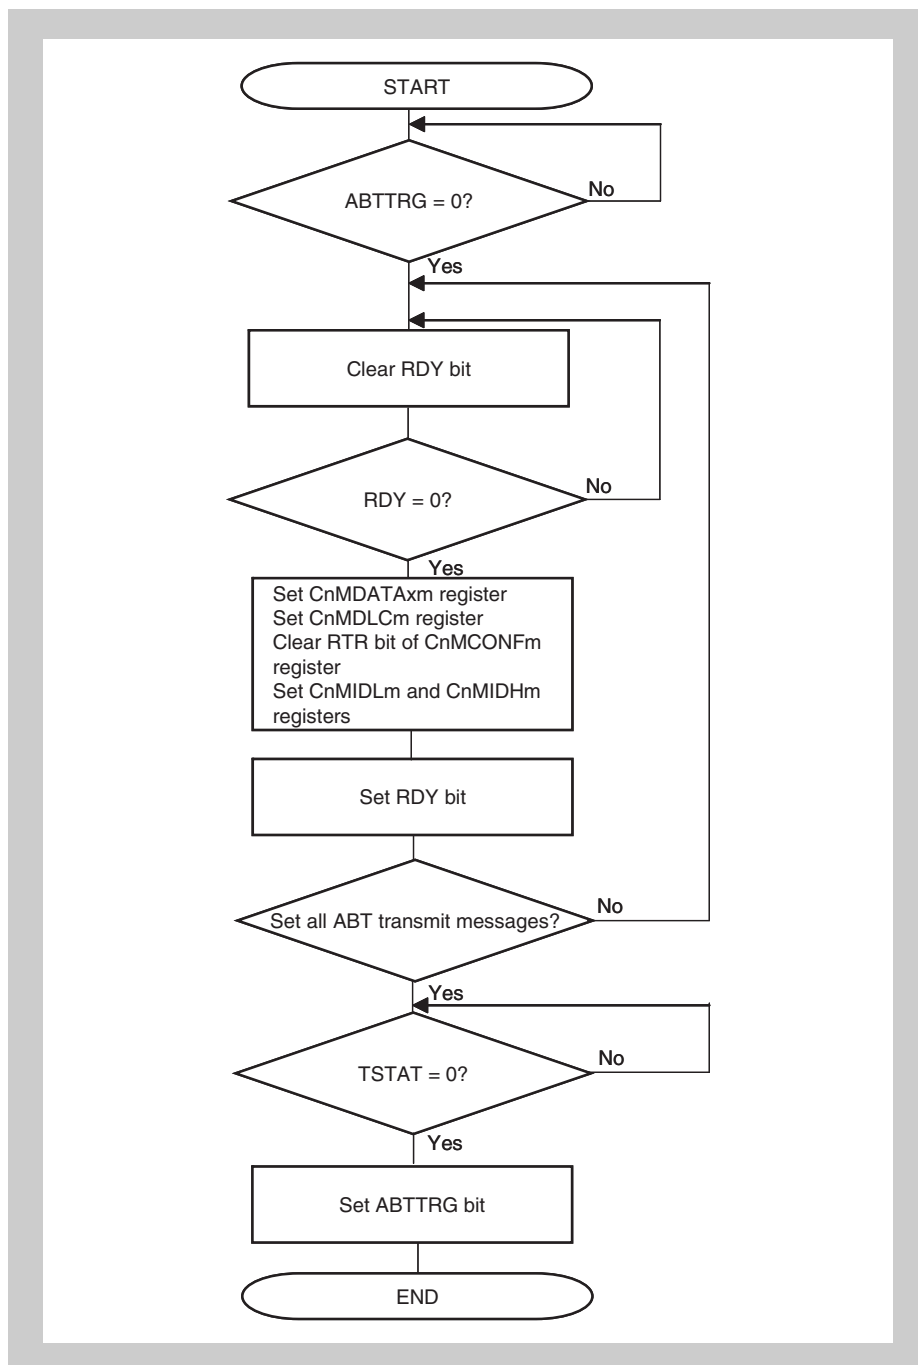 START
ABTTRG = 0?
No
Yes
Clear RDY bit
RDY = 0?
No
Yes
Set CnMDATAxm register
Set CnMDLCm register
Clear RTR bit of CnMCONFm
register
Set CnMIDLm and CnMIDHm
registers
Set RDY bit
Set all ABT transmit messages?
No
Yes
TSTAT = 0?
No
Yes
Set ABTTRG bit
END